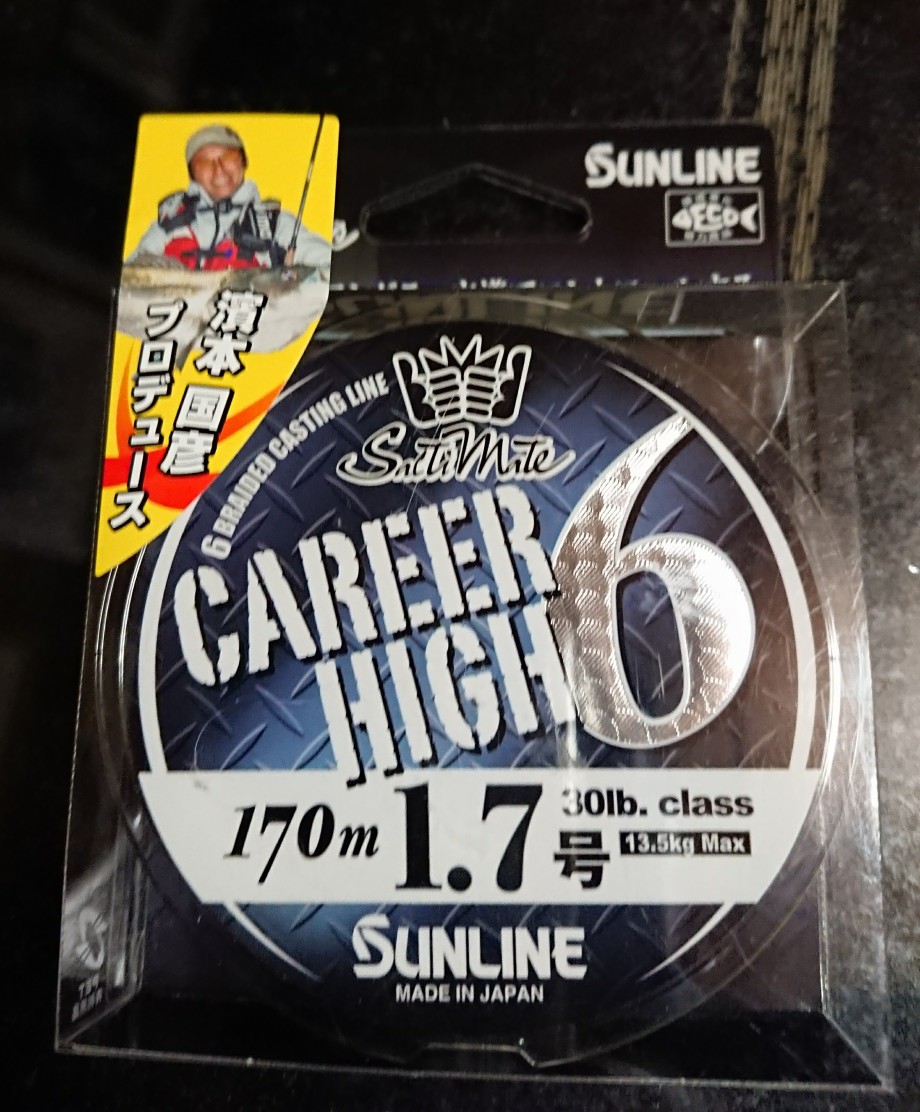 SUNLINE
ECO
濱本 国彦
プロデュース
6 BRAIDED CASTING LINE
SaltiMate
CAREER
HIGH
6
170m
1.7
号
30lb. class
13.5kg Max
SUNLINE
MADE IN JAPAN